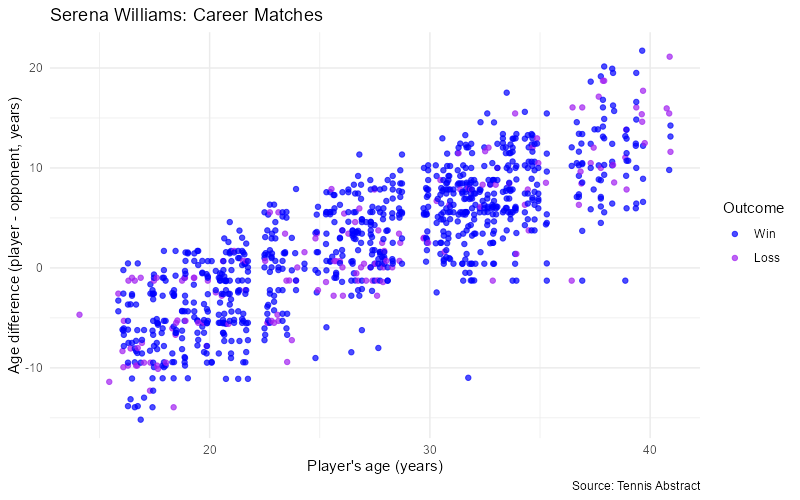 Serena Williams: Career Matches
Age difference (player - opponent, years)
20
10
0
-10
20
30
40
Player's age (years)
Outcome
Win
Loss
Source: Tennis Abstract